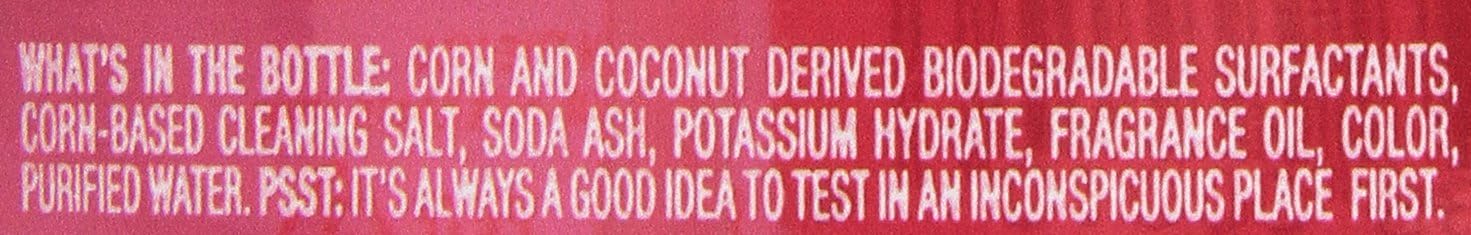 WHAT'S IN THE BOTTLE: CORN AND COCONUT DERIVED BIODEGRADABLE SURFACTANTS,
CORN-BASED CLEANING SALT, SODA ASH, POTASSIUM HYDRATE, FRAGRANCE OIL, COLOR,
PURIFIED WATER. PSST: IT'S ALWAYS A GOOD IDEA TO TEST IN AN INCONSPICUOUS PLACE FIRST.